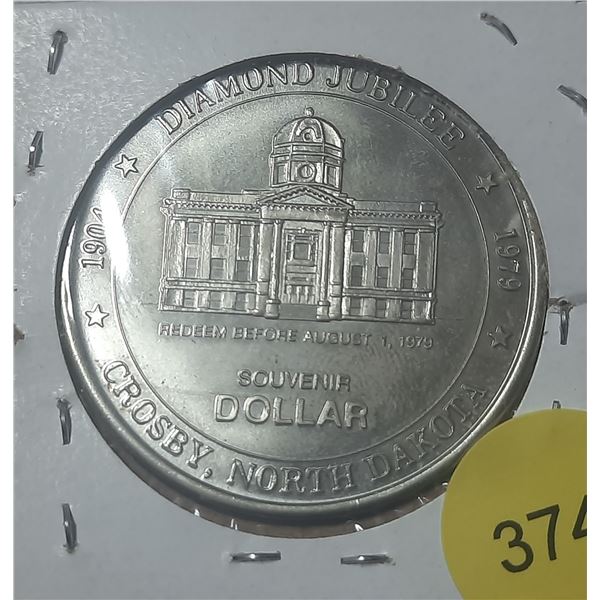 DIAMOND JUBILEE
1904
1979
REDEEM BEFORE AUGUST 1, 1979
SOUVENIR
DOLLAR
CROSBY, NORTH DAKOTA
374